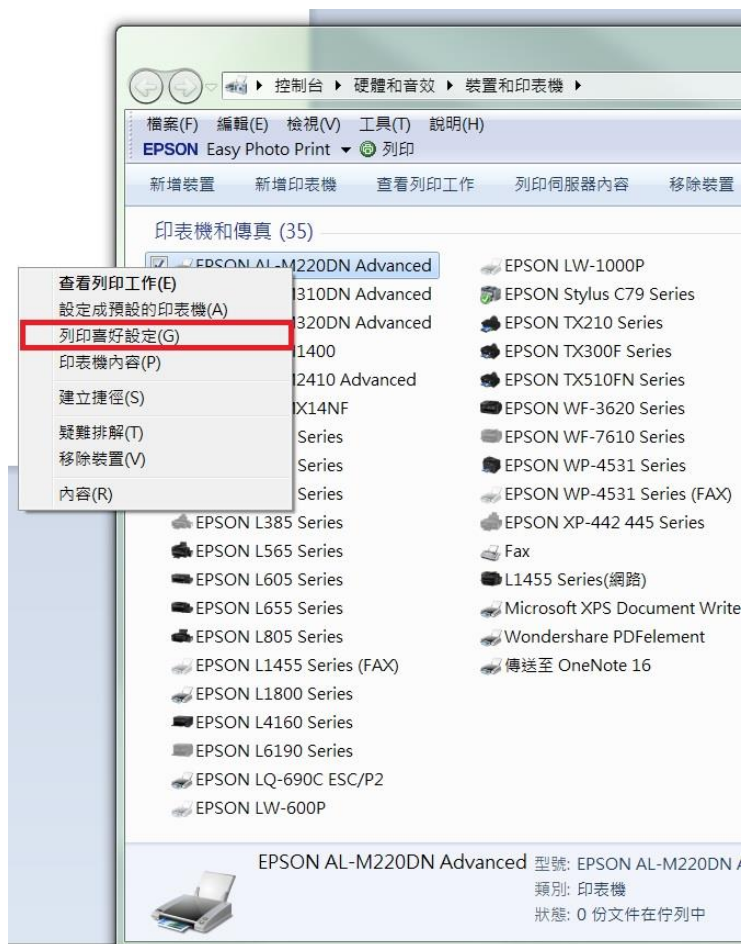 控制台 ▶ 硬體和音效 ▶ 裝置和印表機 ▶
檔案(F) 編輯(E) 檢視(V) 工具(T) 說明(H)
EPSON Easy Photo Print 列印
新增裝置 新增印表機 查看列印工作 列印伺服器內容 移除裝置
印表機和傳真 (35)
EPSON AL-M220DN Advanced
查看列印工作(E)
設定成預設的印表機(A)
列印喜好設定(G)
印表機內容(P)
建立捷徑(S)
疑難排解(T)
移除裝置(V)
內容(R)
310DN Advanced
320DN Advanced
1400
2410 Advanced
X14NF
Series
Series
Series
EPSON L385 Series
EPSON L565 Series
EPSON L605 Series
EPSON L655 Series
EPSON L805 Series
EPSON L1455 Series (FAX)
EPSON L1800 Series
EPSON L4160 Series
EPSON L6190 Series
EPSON LQ-690C ESC/P2
EPSON LW-600P
EPSON LW-1000P
EPSON Stylus C79 Series
EPSON TX210 Series
EPSON TX300F Series
EPSON TX510FN Series
EPSON WF-3620 Series
EPSON WF-7610 Series
EPSON WP-4531 Series
EPSON WP-4531 Series (FAX)
EPSON XP-442 445 Series
Fax
L1455 Series(網路)
Microsoft XPS Document Write
Wondershare PDFelement
傳送至 OneNote 16
EPSON AL-M220DN Advanced 型號: EPSON AL-M220DN A
類別: 印表機
狀態: 0 份文件在佇列中